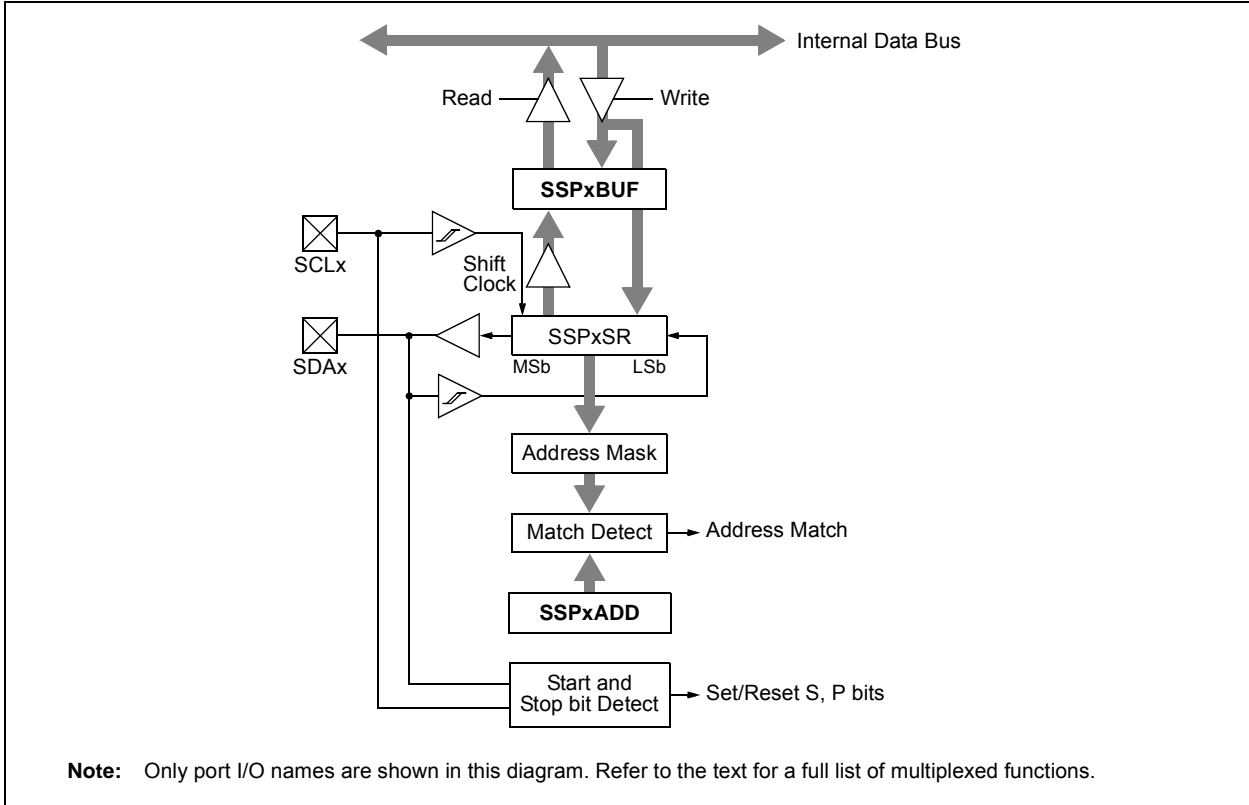 Internal Data Bus
Read
Write
SSPxBUF
SCLx
Shift
Clock
SSPxSR
SDAx
MSb
LSb
Address Mask
Match Detect
Address Match
SSPxADD
Start and
Stop bit Detect
Set/Reset S, P bits
Note: Only port I/O names are shown in this diagram. Refer to the text for a full list of multiplexed functions.